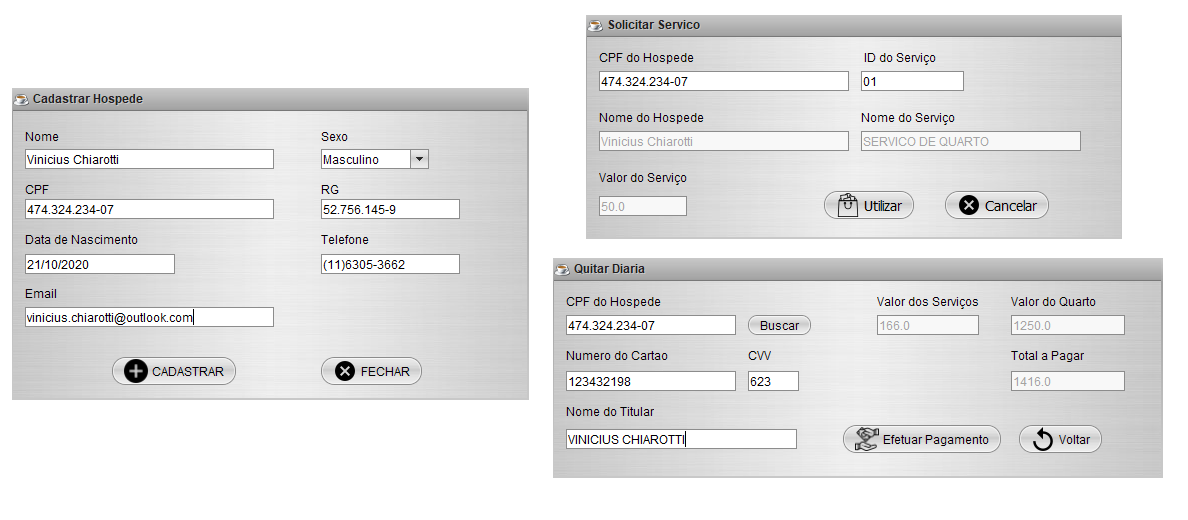 Cadastrar Hospede
Nome Sexo
Vinicius Chiarotti Masculino
CPF RG
474.324.234-07 52.756.145-9
Data de Nascimento Telefone
21/10/2020 (11)6305-3662
Email
vinicius.chiarotti@outlook.com
CADASTRAR FECHAR
Solicitar Servico
CPF do Hospede ID do Serviço
474.324.234-07 01
Nome do Hospede Nome do Serviço
Vinicius Chiarotti SERVICO DE QUARTO
Valor do Serviço
50.0 Utilizar Cancelar
Quitar Diaria
CPF do Hospede Valor dos Serviços Valor do Quarto
474.324.234-07 Buscar 166.0 1250.0
Numero do Cartao CVV Total a Pagar
123432198 623 1416.0
Nome do Titular
VINICIUS CHIAROTTI Efetuar Pagamento Voltar